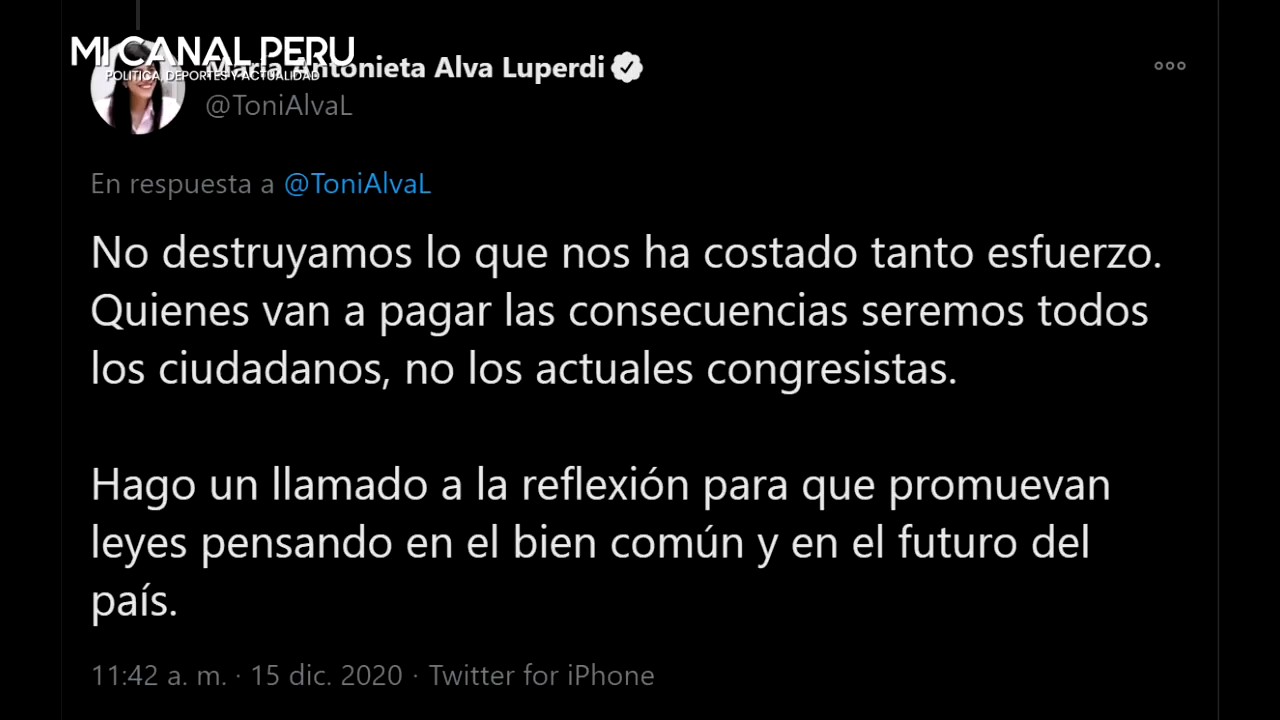 MI CANAL PERU
POLITICA, DEPORTES Y ACTUALIDAD
María Antonieta Alva Luperdi
@ToniAlvaL
En respuesta a @ToniAlvaL
No destruyamos lo que nos ha costado tanto esfuerzo.
Quienes van a pagar las consecuencias seremos todos
los ciudadanos, no los actuales congresistas.
Hago un llamado a la reflexión para que promuevan
leyes pensando en el bien común y en el futuro del
país.
11:42 a. m. · 15 dic. 2020 · Twitter for iPhone